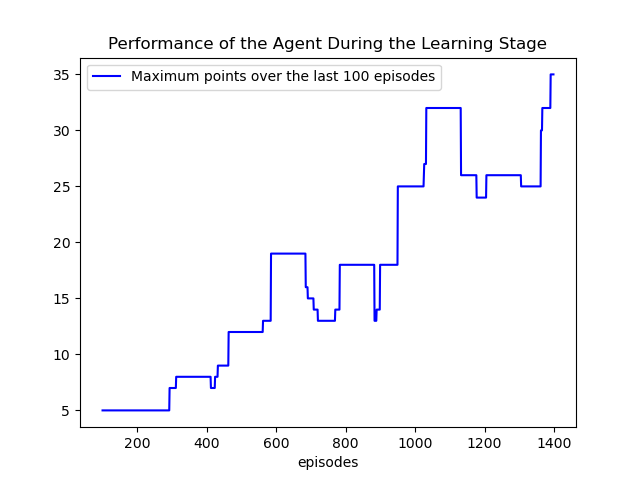 Performance of the Agent During the Learning Stage
Maximum points over the last 100 episodes
35
30
25
20
15
10
5
200 400 600 800 1000 1200 1400
episodes